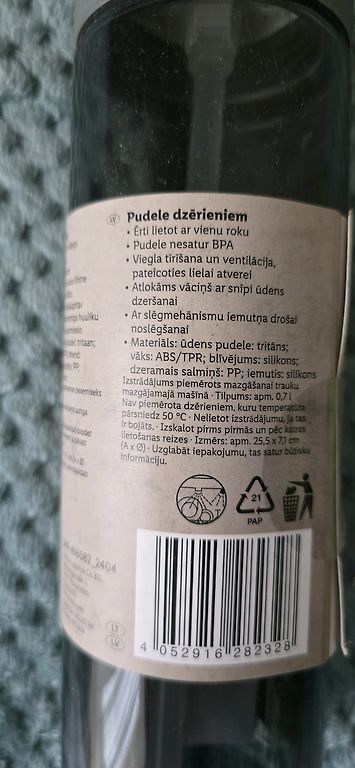 LV
Pudele dzērieniem
• Ērti lietot ar vienu roku
• Pudele nesatur BPA
• Viegla tīrīšana un ventilācija,
pateicoties lielai atverei
• Atlokāms vāciņš ar snīpi ūdens
dzeršanai
• Ar slēgmehānismu iemutņa drošai
noslēgšanai
• Materiāls: ūdens pudele: tritāns;
vāks: ABS/TPR; blīvējums: silikons;
dzeramais salmiņš: PP; iemutis: silikons
Izstrādājums piemērots mazgāšanai trauku
mazgājamajā mašīnā · Tilpums: apm. 0,7 l
Nav piemērota dzērieniem, kuru temperatūra
pārsniedz 50 °C · Nelietot izstrādājumu, ja tas
ir bojāts. · Izskalot pirms pirmās un pēc katras
lietošanas reizes · Izmērs: apm. 25,5 x 7,1 cm
(A x Ø) · Uzglabāt iepakojumu, tas satur būtisku
informāciju.
21
PAP
486082_2404
LT
LV
4 052916 282328